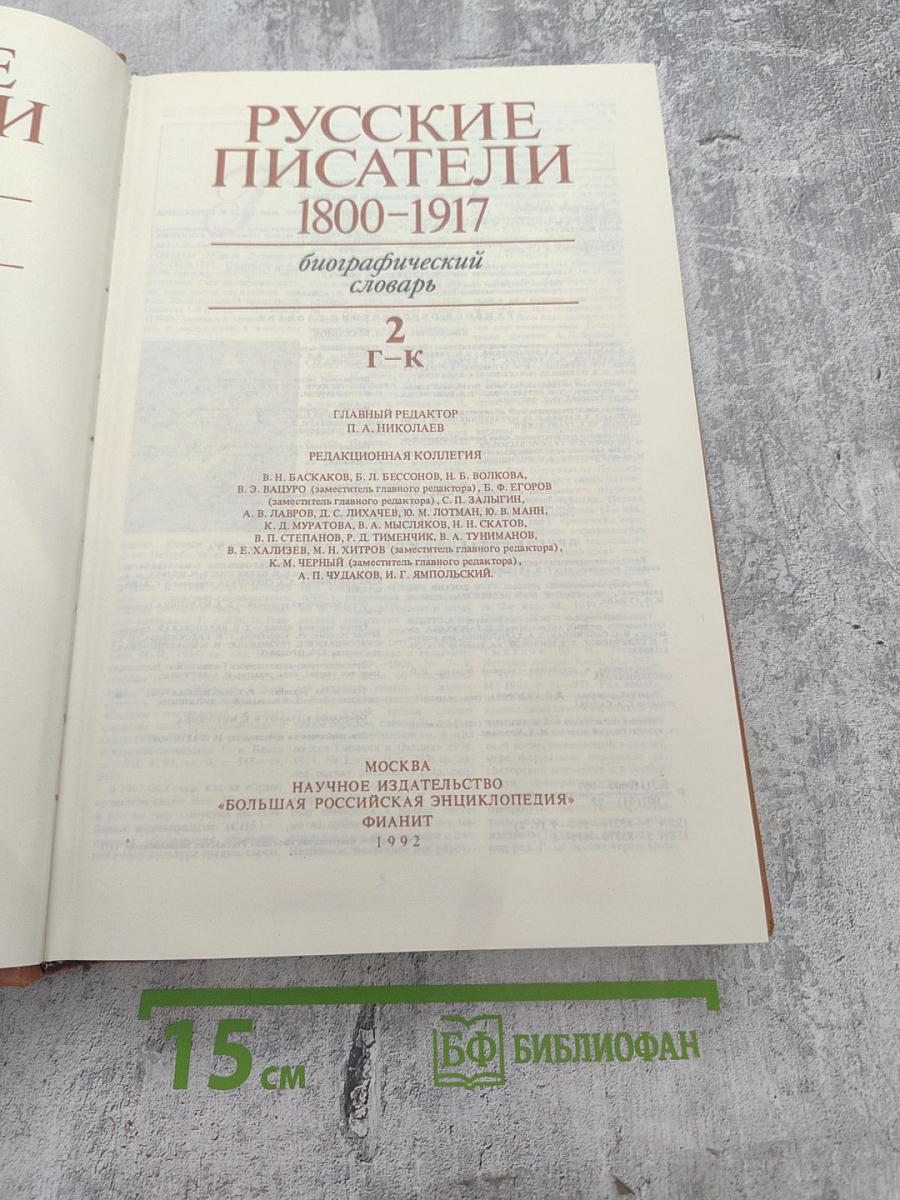 Е
И
РУССКИЕ
ПИСАТЕЛИ
1800–1917
биографический
словарь
2
Г–К
ГЛАВНЫЙ РЕДАКТОР
П. А. НИКОЛАЕВ
РЕДАКЦИОННАЯ КОЛЛЕГИЯ
В. Н. БАСКАКОВ, Б. Л. БЕССОНОВ, Н. Б. ВОЛКОВА,
В. Э. ВАЦУРО (заместитель главного редактора), Б. Ф. ЕГОРОВ
(заместитель главного редактора), С. П. ЗАЛЫГИН,
А. В. ЛАВРОВ, Д. С. ЛИХАЧЕВ, Ю. М. ЛОТМАН, Ю. В. МАНН,
К. Д. МУРАТОВА, В. А. МЫСЛЯКОВ, Н. Н. СКАТОВ,
В. П. СТЕПАНОВ, Р. Д. ТИМЕНЧИК, В. А. ТУНИМАНОВ,
В. Е. ХАЛИЗЕВ, М. Н. ХИТРОВ (заместитель главного редактора),
К. М. ЧЕРНЫЙ (заместитель главного редактора),
А. П. ЧУДАКОВ, И. Г. ЯМПОЛЬСКИЙ.
МОСКВА
НАУЧНОЕ ИЗДАТЕЛЬСТВО
«БОЛЬШАЯ РОССИЙСКАЯ ЭНЦИКЛОПЕДИЯ»
ФИАНИТ
1992
15 см
БФ БИБЛИОФАН